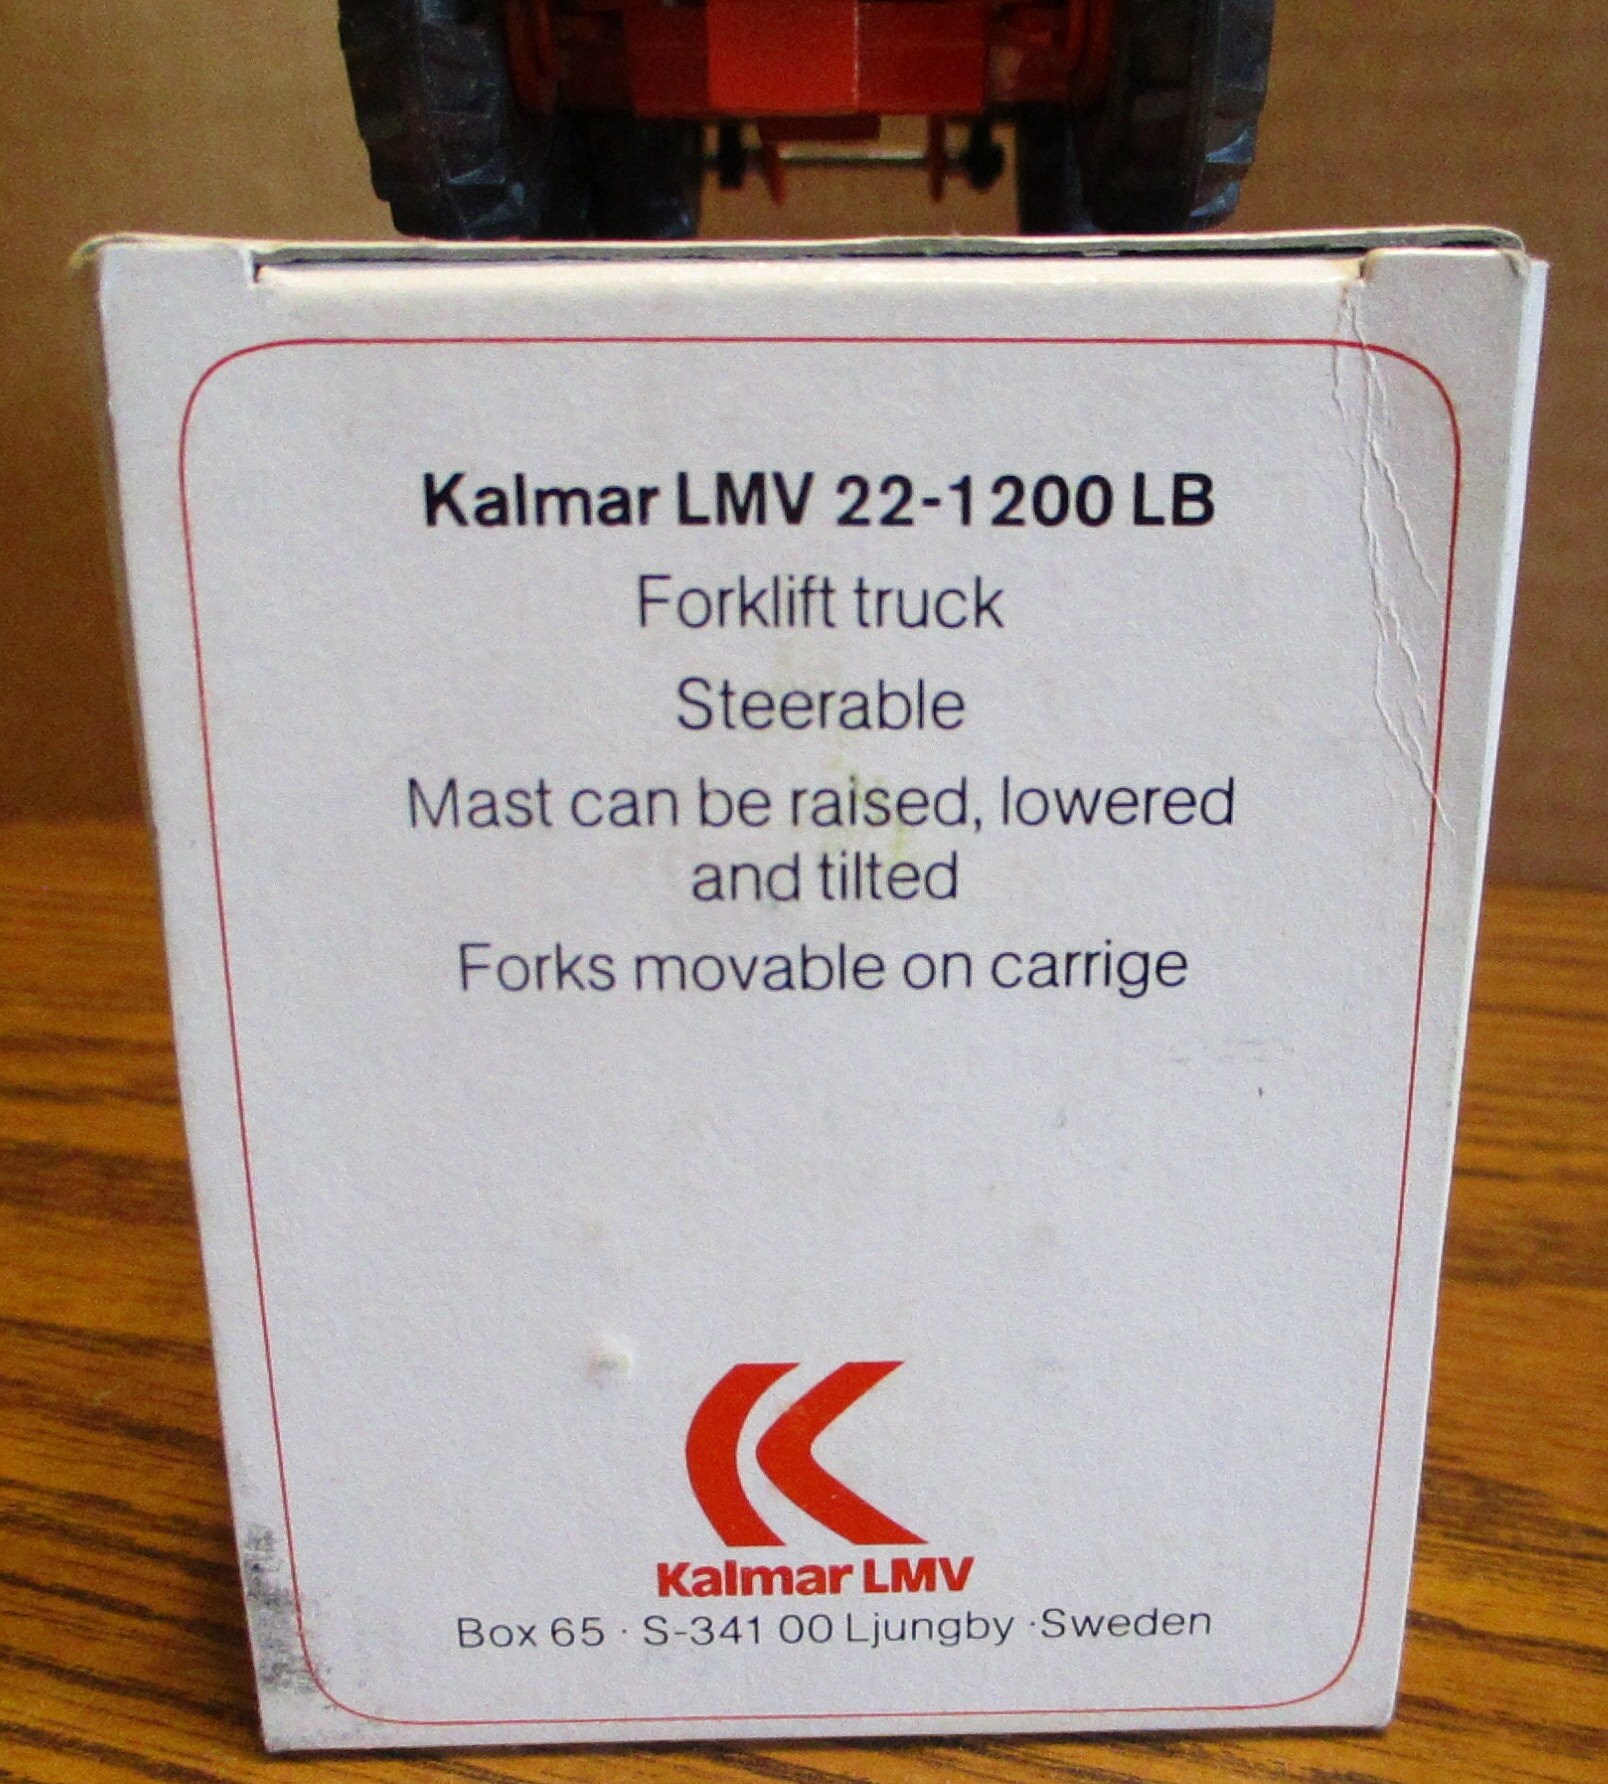 Kalmar LMV 22-1200 LB
Forklift truck
Steerable
Mast can be raised, lowered
and tilted
Forks movable on carrige
Kalmar LMV
Box 65 · S-341 00 Ljungby ·Sweden